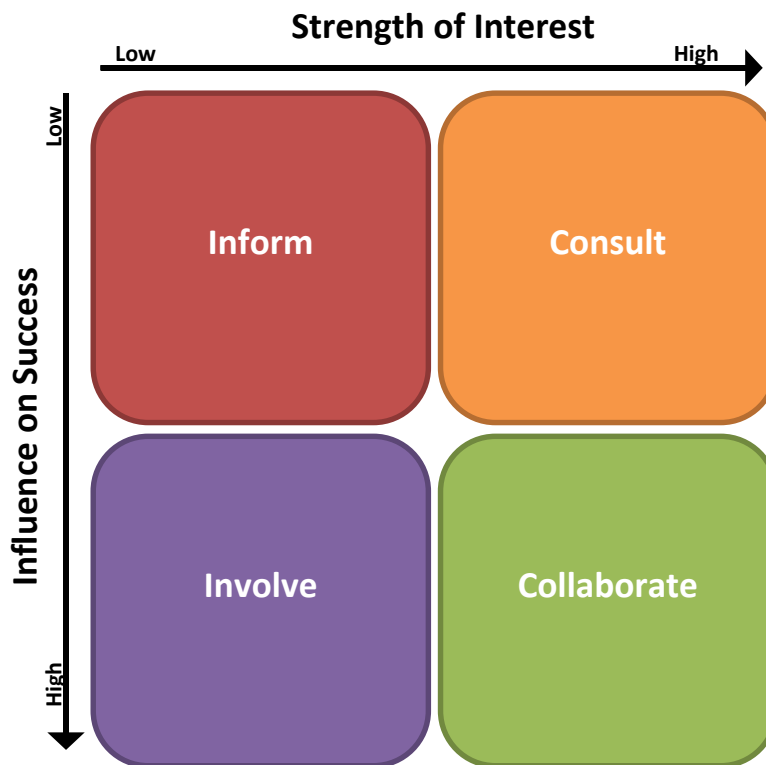 Strength of Interest
Low
High
Influence on Success
Low
High
Inform
Consult
Involve
Collaborate